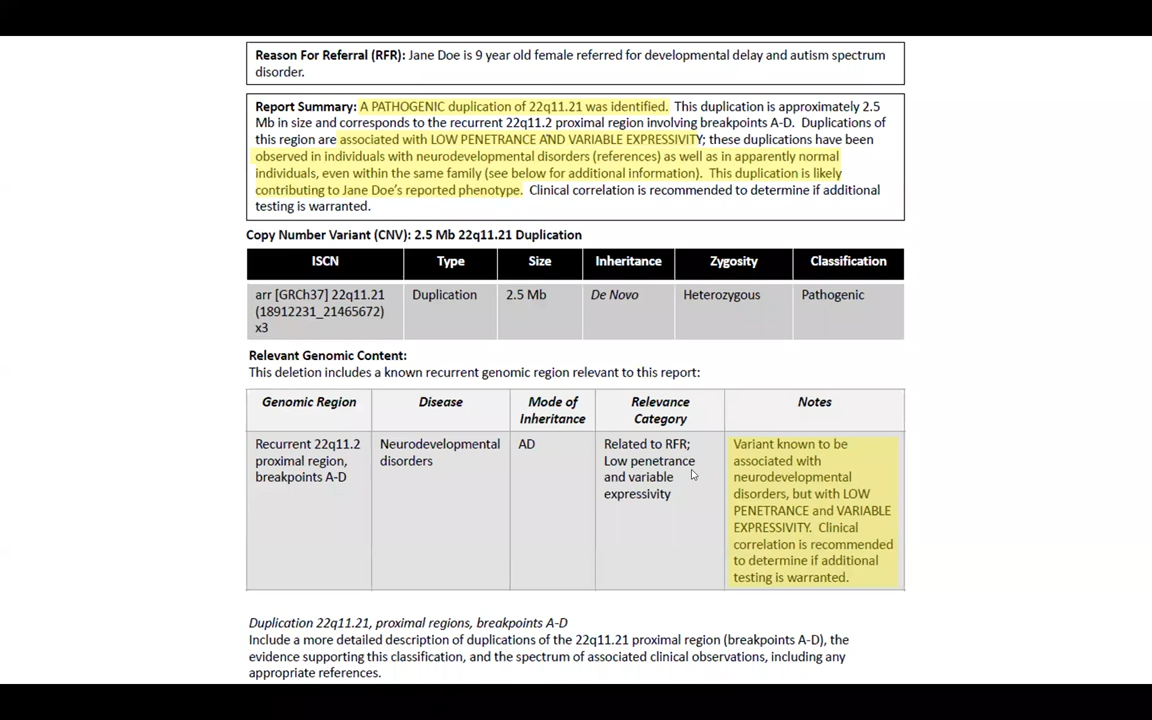 Reason For Referral (RFR): Jane Doe is 9 year old female referred for developmental delay and autism spectrum
disorder.
Report Summary: A PATHOGENIC duplication of 22q11.21 was identified. This duplication is approximately 2.5
Mb in size and corresponds to the recurrent 22q11.2 proximal region involving breakpoints A-D. Duplications of
this region are associated with LOW PENETRANCE AND VARIABLE EXPRESSIVITY; these duplications have been
observed in individuals with neurodevelopmental disorders (references) as well as in apparently normal
individuals, even within the same family (see below for additional information). This duplication is likely
contributing to Jane Doe's reported phenotype. Clinical correlation is recommended to determine if additional
testing is warranted.
Copy Number Variant (CNV): 2.5 Mb 22q11.21 Duplication
ISCN Type Size Inheritance Zygosity Classification
arr [GRCh37] 22q11.21 Duplication 2.5 Mb De Novo Heterozygous Pathogenic
(18912231_21465672)
x3
Relevant Genomic Content:
This deletion includes a known recurrent genomic region relevant to this report:
Genomic Region Disease Mode of Inheritance Relevance Category Notes
Recurrent 22q11.2
proximal region,
breakpoints A-D
Neurodevelopmental
disorders
AD
Related to RFR;
Low penetrance
and variable
expressivity
Variant known to be
associated with
neurodevelopmental
disorders, but with LOW
PENETRANCE and VARIABLE
EXPRESSIVITY. Clinical
correlation is recommended
to determine if additional
testing is warranted.
Duplication 22q11.21, proximal regions, breakpoints A-D
Include a more detailed description of duplications of the 22q11.21 proximal region (breakpoints A-D), the
evidence supporting this classification, and the spectrum of associated clinical observations, including any
appropriate references.